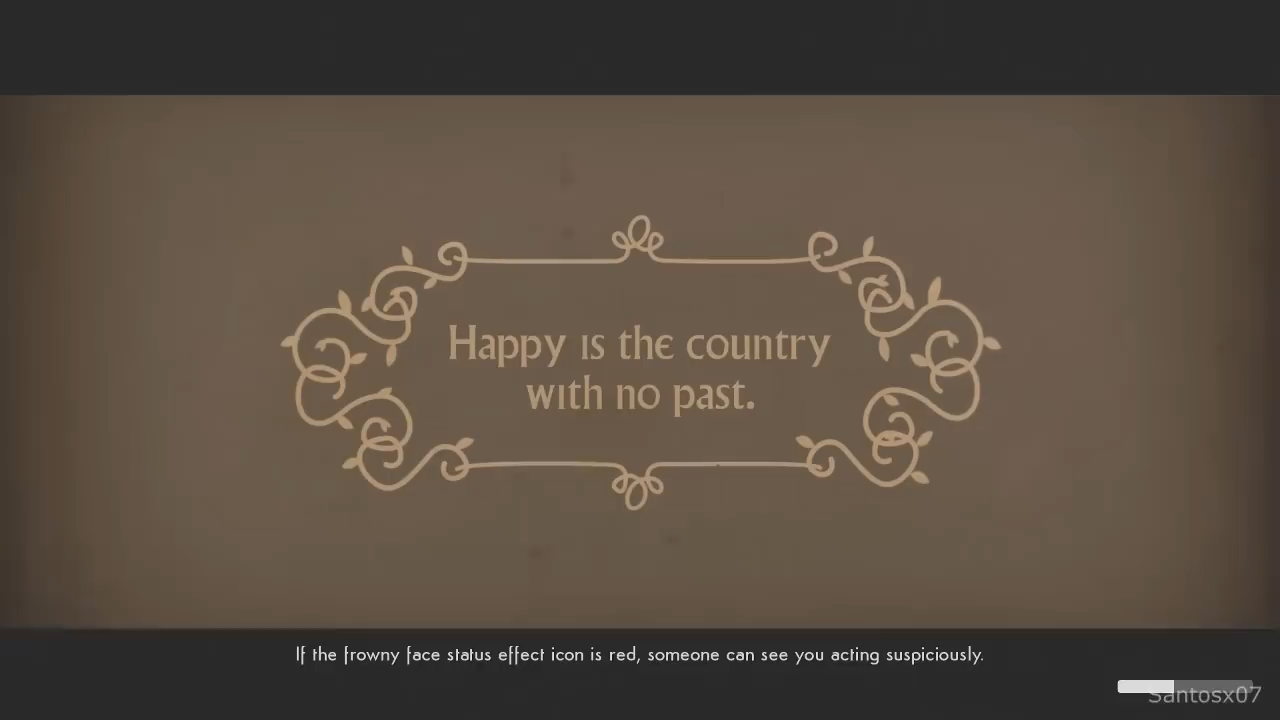 Happy is the country
with no past.
If the frowny face status effect icon is red, someone can see you acting suspiciously.
Santosx07